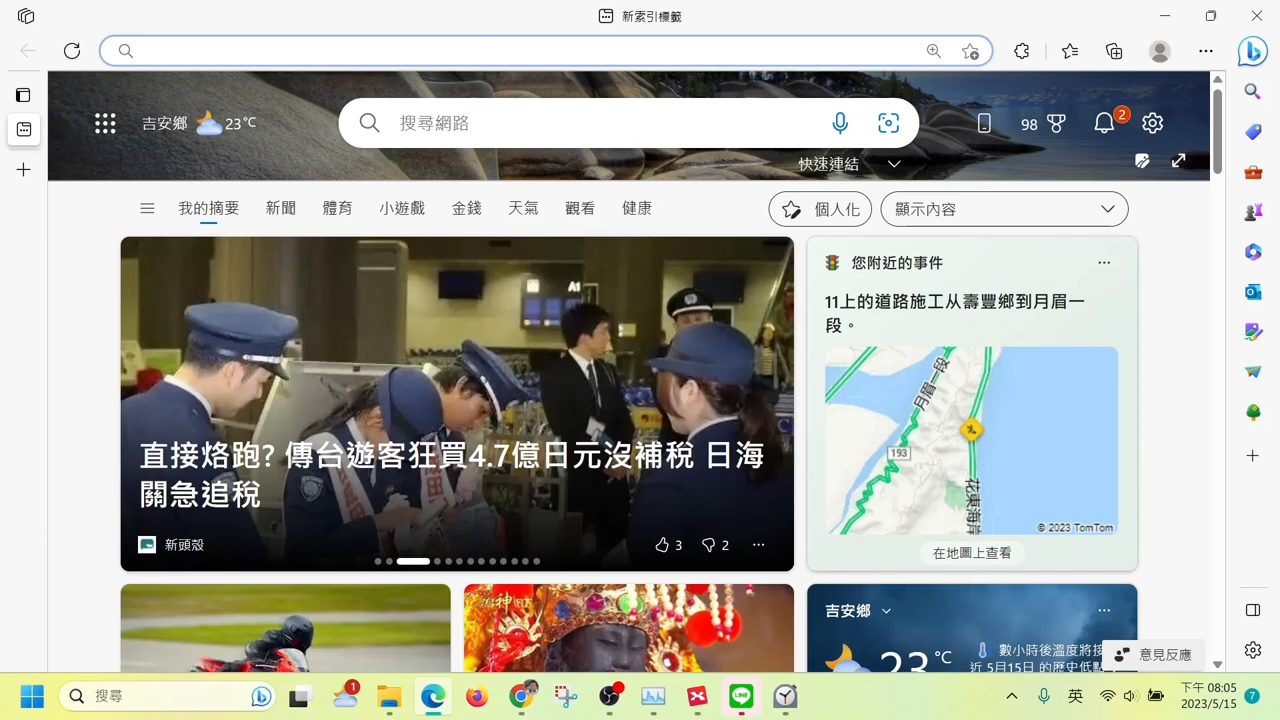 新索引標籤
吉安鄉 23°C
搜尋網路
98
2
快速連結
我的摘要 新聞 體育 小遊戲 金錢 天氣 觀看 健康
個人化
顯示內容
直接烙跑? 傳台遊客狂買4.7億日元沒補稅 日海
關急追稅
新頭殼
3 2
您附近的事件
11上的道路施工从壽豐鄉到月眉一
段。
月眉一段
193
花東海岸
© 2023 TomTom
在地圖上查看
吉安鄉
23°C
數小時後溫度將接
近 5月15日 的歷史低點
意見反應
搜尋
1
英
下午 08:05
2023/5/15
7